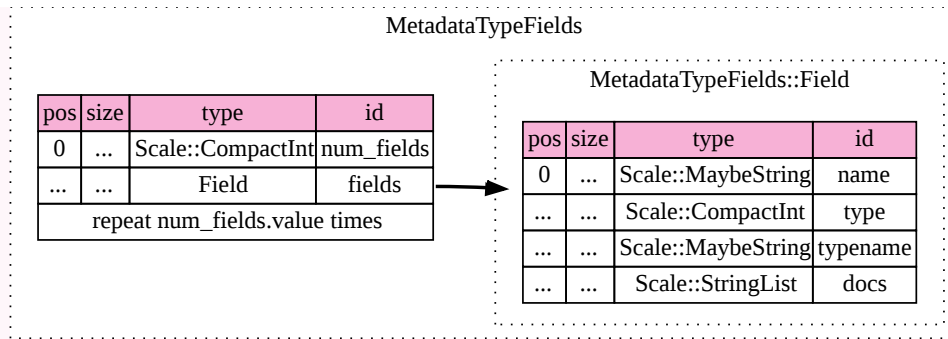 MetadataTypeFields
pos size type id
0 ... Scale::CompactInt num_fields
... ... Field fields
repeat num_fields.value times
MetadataTypeFields::Field
pos size type id
0 ... Scale::MaybeString name
... ... Scale::CompactInt type
... ... Scale::MaybeString typename
... ... Scale::StringList docs